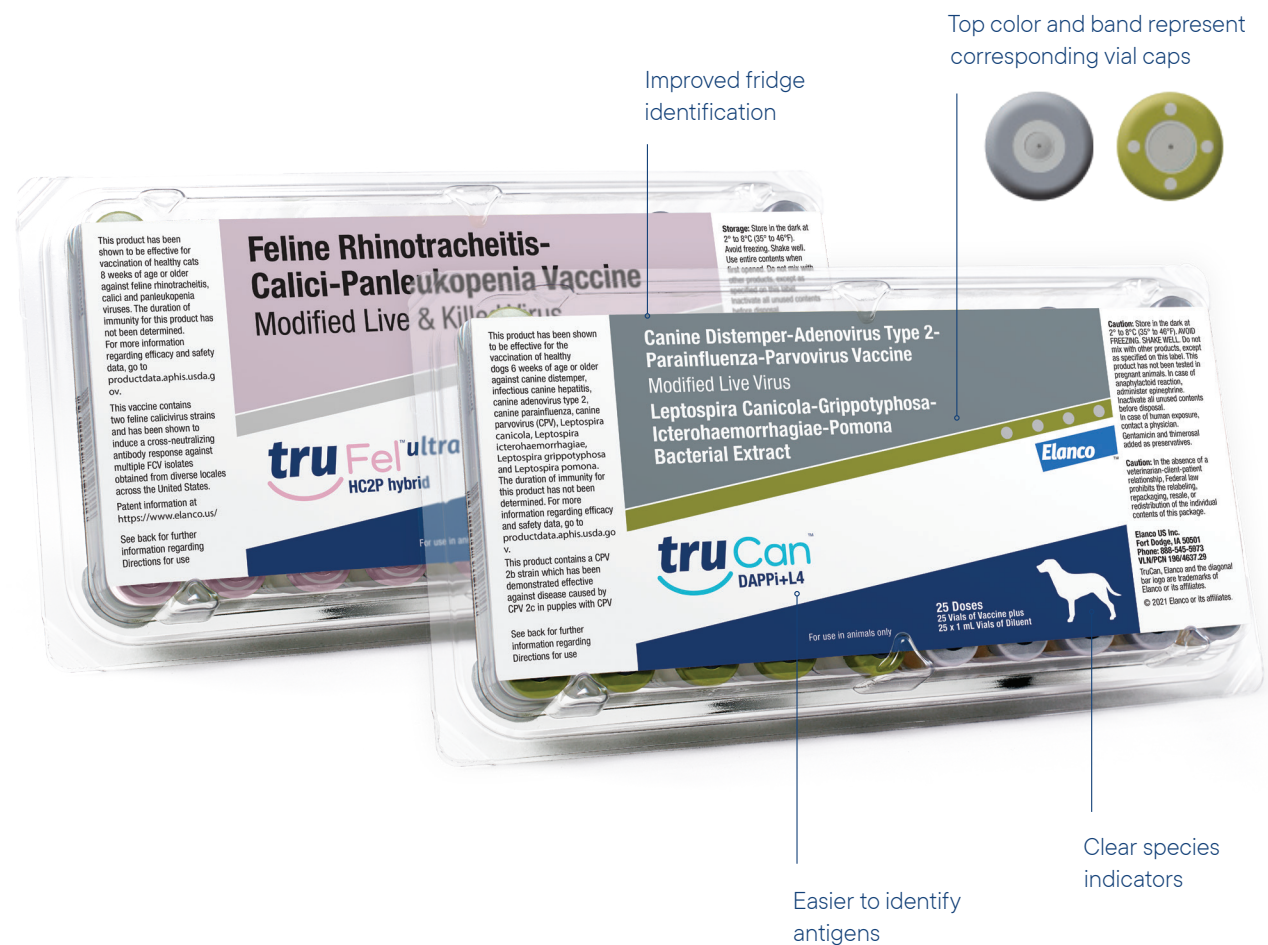 Top color and band represent
corresponding vial caps
Improved fridge
identification
This product has been
shown to be effective for
vaccination of healthy cats
8 weeks of age or older
against feline rhinotracheitis,
calici and panleukopenia
viruses. The duration of
immunity for this product has
not been determined.
For more information
regarding efficacy and safety
data, go to
productdata.aphis.usda.g
ov.
This vaccine contains
two feline calicivirus strains
and has been shown to
induce a cross-neutralizing
antibody response against
multiple FCV isolates
obtained from diverse locales
across the United States.
Patent information at
https://www.elanco.us/
See back for further
information regarding
Directions for use
Feline Rhinotracheitis-
Calici-Panleukopenia Vaccine
Modified Live & Killed Virus
truFel™ultra
HC2P hybrid
For use in an
Storage: Store in the dark at
2° to 8°C (35° to 46°F).
Avoid freezing. Shake well.
Use entire contents when
first opened. Do not mix with
other products, except as
specified on this label.
Inactivate all unused contents
before disposal.
This product has been shown
to be effective for the
vaccination of healthy
dogs 6 weeks of age or older
against canine distemper,
infectious canine hepatitis,
canine adenovirus type 2,
canine parainfluenza, canine
parvovirus (CPV), Leptospira
canicola, Leptospira
icterohaemorrhagiae,
Leptospira grippotyphosa
and Leptospira pomona.
The duration of immunity for
this product has not been
determined. For more
information regarding efficacy
and safety data, go to
productdata.aphis.usda.go
v.
This product contains a CPV
2b strain which has been
demonstrated effective
against disease caused by
CPV 2c in puppies with CPV
See back for further
information regarding
Directions for use
Canine Distemper-Adenovirus Type 2-
Parainfluenza-Parvovirus Vaccine
Modified Live Virus
Leptospira Canicola-Grippotyphosa-
Icterohaemorrhagiae-Pomona
Bacterial Extract
Elanco™
truCan™
DAPPi+L4
25 Doses
25 Vials of Vaccine plus
25 x 1 mL Vials of Diluent
For use in animals only
Caution: Store in the dark at
2° to 8°C (35° to 46°F). AVOID
FREEZING. SHAKE WELL. Do not
mix with other products, except
as specified on this label. This
product has not been tested in
pregnant animals. In case of
anaphylactoid reaction,
administer epinephrine.
Inactivate all unused contents
before disposal.
In case of human exposure,
contact a physician.
Gentamicin and thimerosal
added as preservatives.
Caution: In the absence of a
veterinarian-client-patient
relationship, Federal law
prohibits the relabeling,
repackaging, resale, or
redistribution of the individual
contents of this package.
Elanco US Inc.
Fort Dodge, IA 50501
Phone: 888-545-5973
VLN/PCN 196/4637.29
TruCan, Elanco and the diagonal
bar logo are trademarks of
Elanco or its affiliates.
© 2021 Elanco or its affiliates.
Clear species
indicators
Easier to identify
antigens